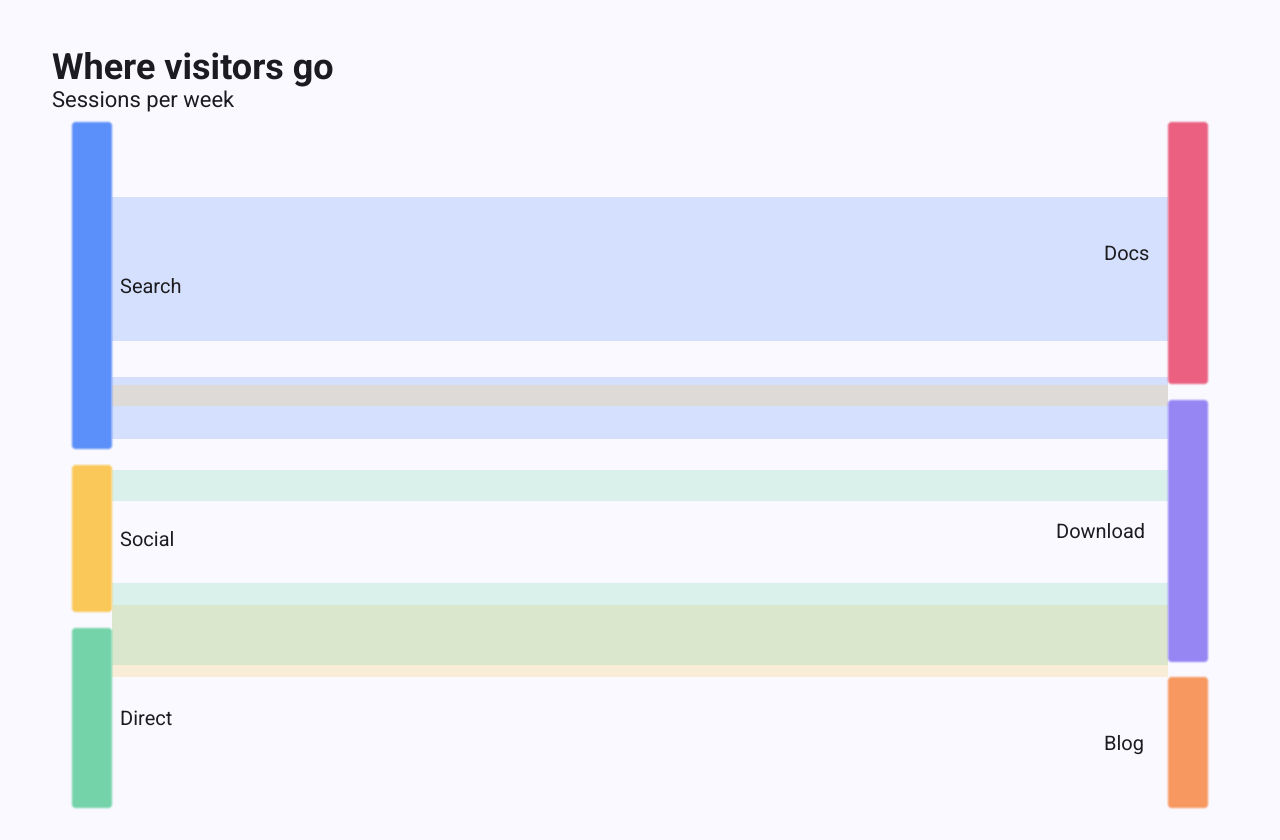 Where visitors go
Sessions per week
Docs
Search
Download
Social
Direct
Blog